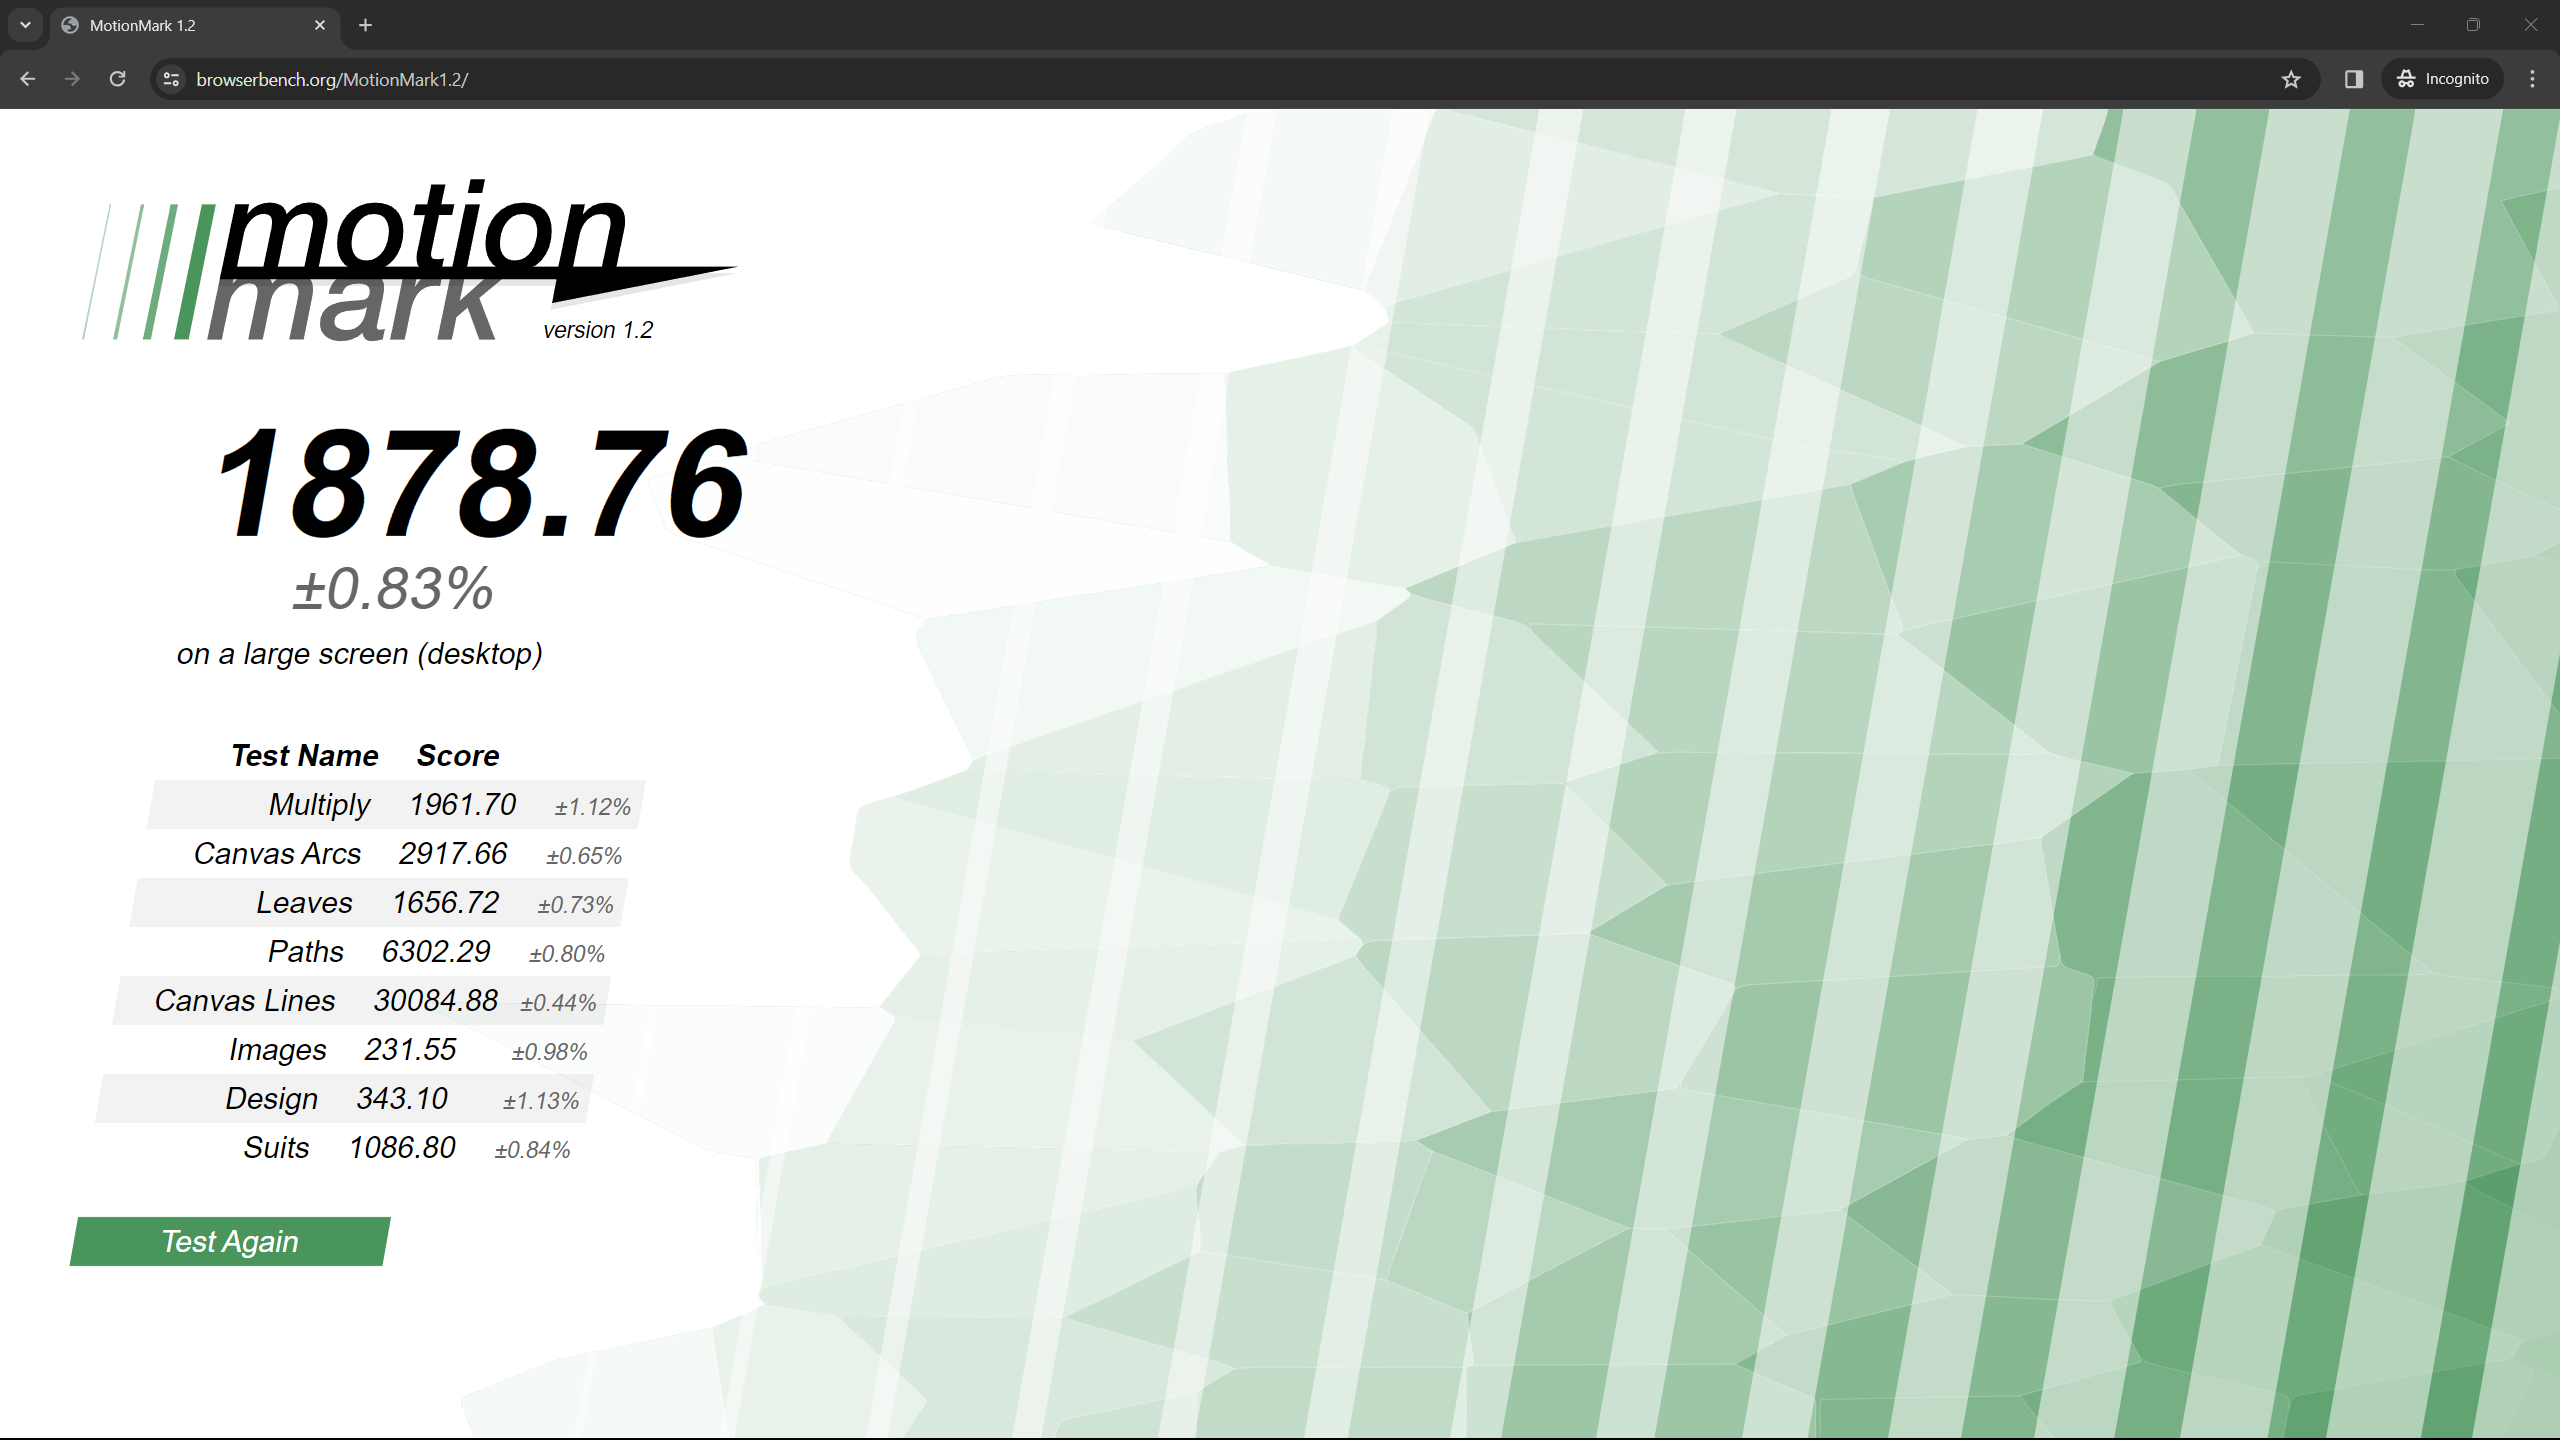 MotionMark 1.2
browserbench.org/MotionMark1.2/
Incognito
motion
mark
version 1.2
1878.76
±0.83%
on a large screen (desktop)
Test Name Score
Multiply 1961.70 ±1.12%
Canvas Arcs 2917.66 ±0.65%
Leaves 1656.72 ±0.73%
Paths 6302.29 ±0.80%
Canvas Lines 30084.88 ±0.44%
Images 231.55 ±0.98%
Design 343.10 ±1.13%
Suits 1086.80 ±0.84%
Test Again